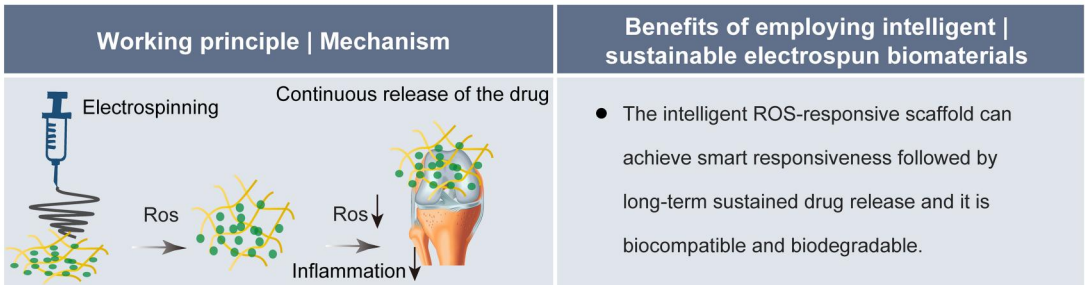 Working principle | Mechanism
Benefits of employing intelligent |
sustainable electrospun biomaterials
Electrospinning
Continuous release of the drug
Ros
Ros
Inflammation
● The intelligent ROS-responsive scaffold can
achieve smart responsiveness followed by
long-term sustained drug release and it is
biocompatible and biodegradable.